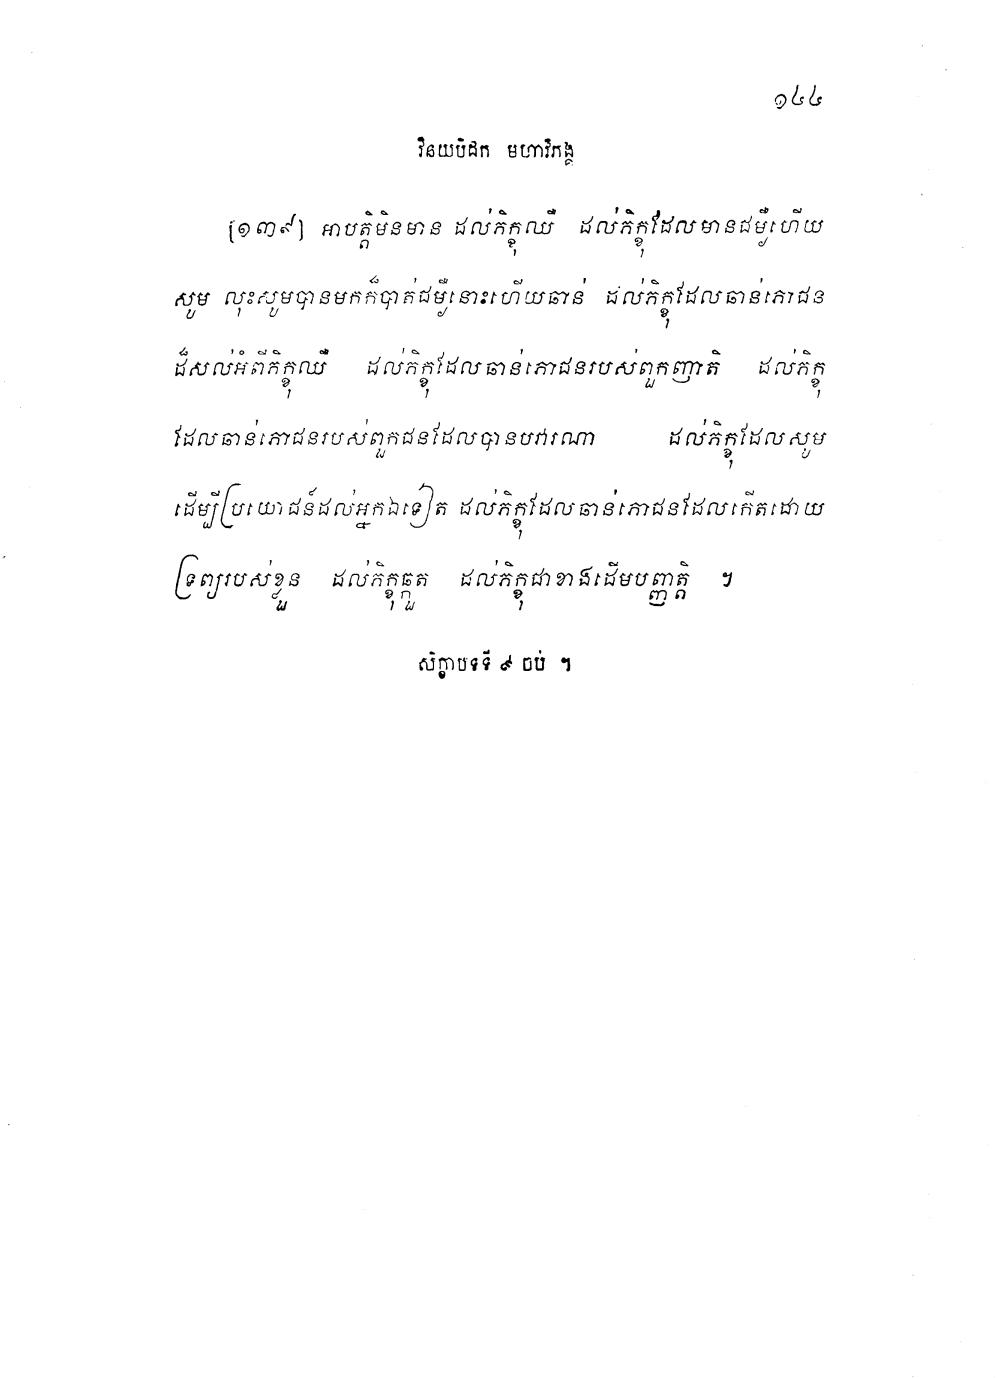 ១៤៤
វិនយបិដក មហាវិភង្គ
[១៣៩] អាបត្តិមិនមាន ដល់ភិក្ខុឈឺ ដល់ភិក្ខុដែលមានជម្ងឺហើយ
សូម លុះសូមបានមកក៏បាត់ជម្ងឺនោះហើយឆាន់ ដល់ភិក្ខុដែលឆាន់ភោជន
ដ៏សល់អំពីភិក្ខុឈឺ ដល់ភិក្ខុដែលឆាន់ភោជនរបស់ពួកញាតិ ដល់ភិក្ខុ
ដែលឆាន់ភោជនរបស់ពួកជនដែលបានបវារណា ដល់ភិក្ខុដែលសូម
ដើម្បីប្រយោជន៍ដល់អ្នកឯទៀត ដល់ភិក្ខុដែលឆាន់ភោជនដែលកើតដោយ
ទ្រព្យរបស់ខ្លួន ដល់ភិក្ខុឆ្កួត ដល់ភិក្ខុជាខាងដើមបញ្ញត្តិ ។
សិក្ខាបទទី ៩ ចប់ ។